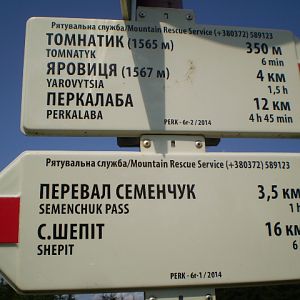 Рятувальна служба/Mountain Rescue Service (+380372) 589123
ТОМНАТИК (1565 м) 350 м
TOMNATYK 6 min
ЯРОВИЦЯ (1567 м) 4 км
YAROVYTSIA 1,5 h
ПЕРКАЛАБА 12 км
PERKALABA 4 h 45 min
PERK - 6г-2 / 2014
Рятувальна служба/Mountain Rescue Service (+380372) 589123
ПЕРЕВАЛ СЕМЕНЧУК 3,5 км
SEMENCHUK PASS 1 h
С.ШЕПІТ 16 км
SHEPIT 6
PERK - 6г-1 / 2014